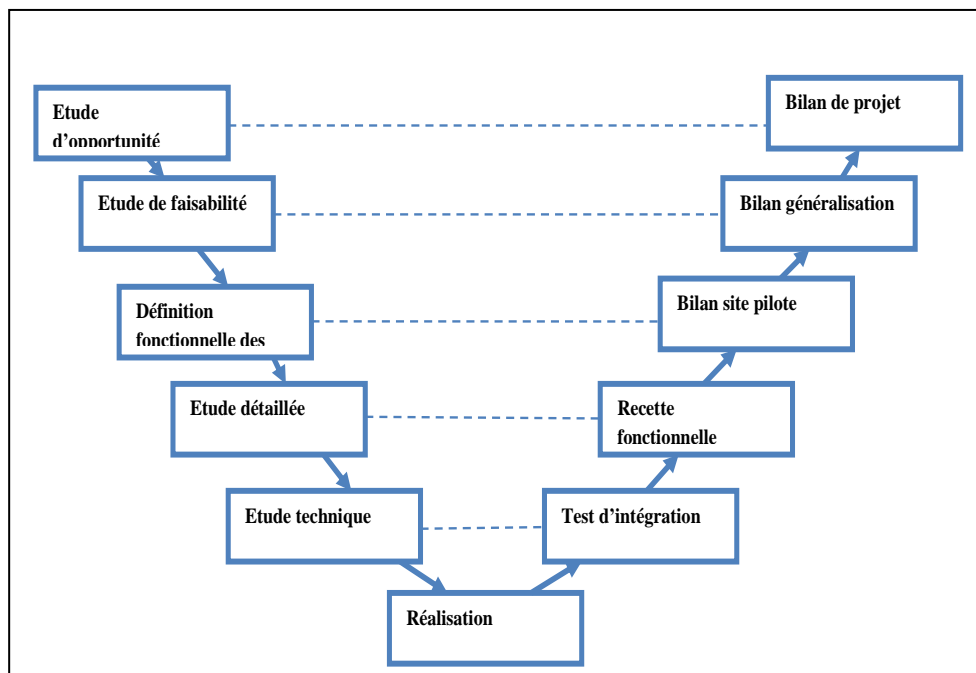 Etude
d’opportunité
Bilan de projet
Etude de faisabilité
Bilan généralisation
Définition
fonctionnelle des
Bilan site pilote
Etude détaillée
Recette
fonctionnelle
Etude technique
Test d’intégration
Réalisation